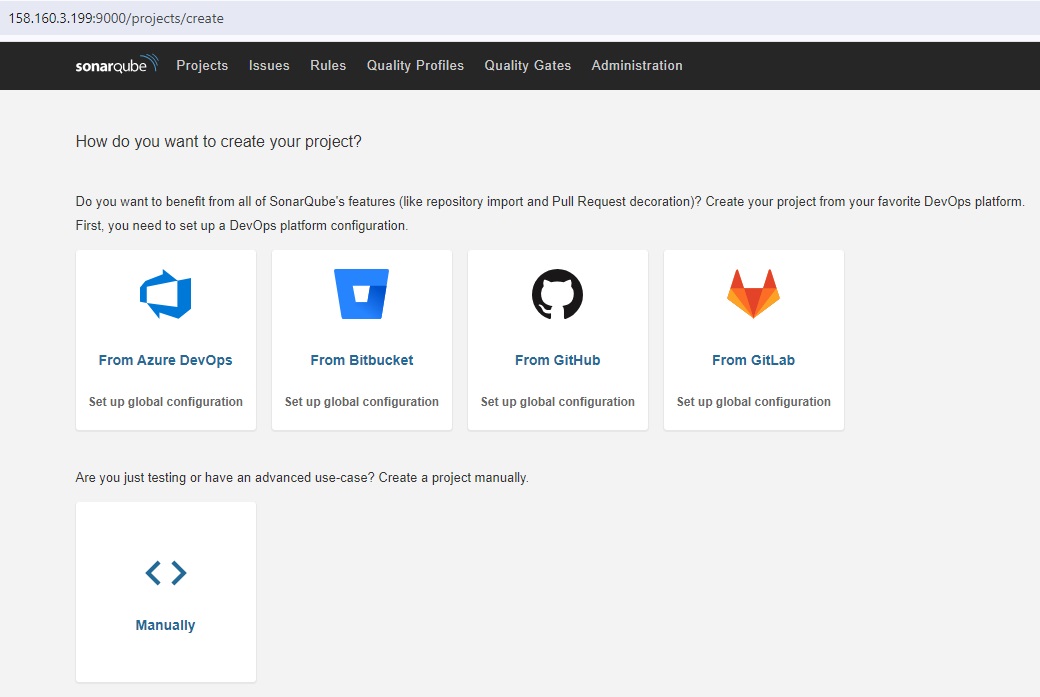 158.160.3.199:9000/projects/create
sonarqube Projects Issues Rules Quality Profiles Quality Gates Administration
How do you want to create your project?
Do you want to benefit from all of SonarQube's features (like repository import and Pull Request decoration)? Create your project from your favorite DevOps platform.
First, you need to set up a DevOps platform configuration.
From Azure DevOps From Bitbucket From GitHub From GitLab
Set up global configuration Set up global configuration Set up global configuration Set up global configuration
Are you just testing or have an advanced use-case? Create a project manually.
Manually